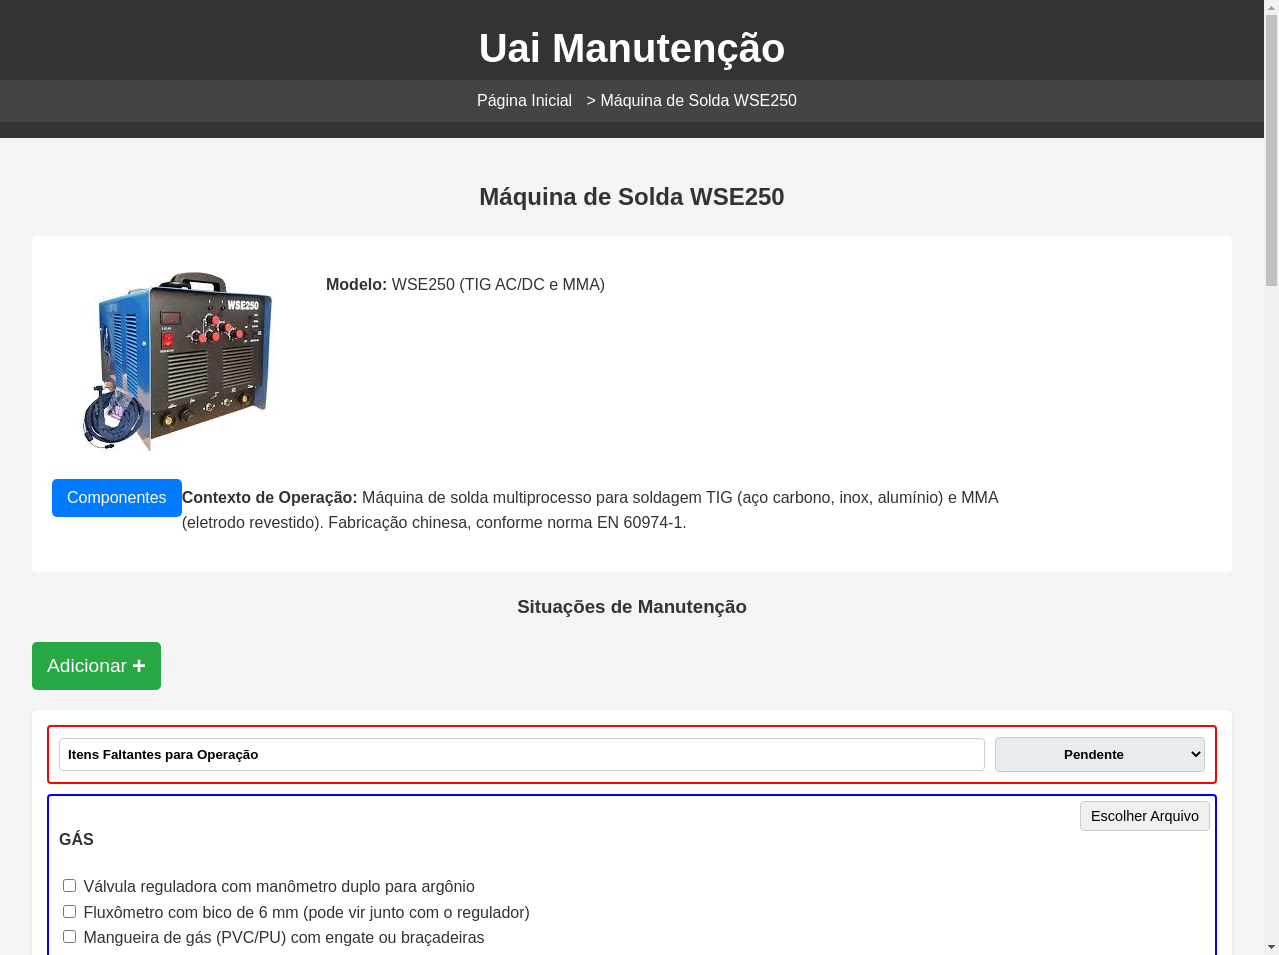 Uai Manutenção
Página Inicial > Máquina de Solda WSE250
Máquina de Solda WSE250
WSE250
Modelo: WSE250 (TIG AC/DC e MMA)
Componentes
Contexto de Operação: Máquina de solda multiprocesso para soldagem TIG (aço carbono, inox, alumínio) e MMA
(eletrodo revestido). Fabricação chinesa, conforme norma EN 60974-1.
Situações de Manutenção
Adicionar +
Itens Faltantes para Operação
Pendente
Escolher Arquivo
GÁS
Válvula reguladora com manômetro duplo para argônio
Fluxômetro com bico de 6 mm (pode vir junto com o regulador)
Mangueira de gás (PVC/PU) com engate ou braçadeiras